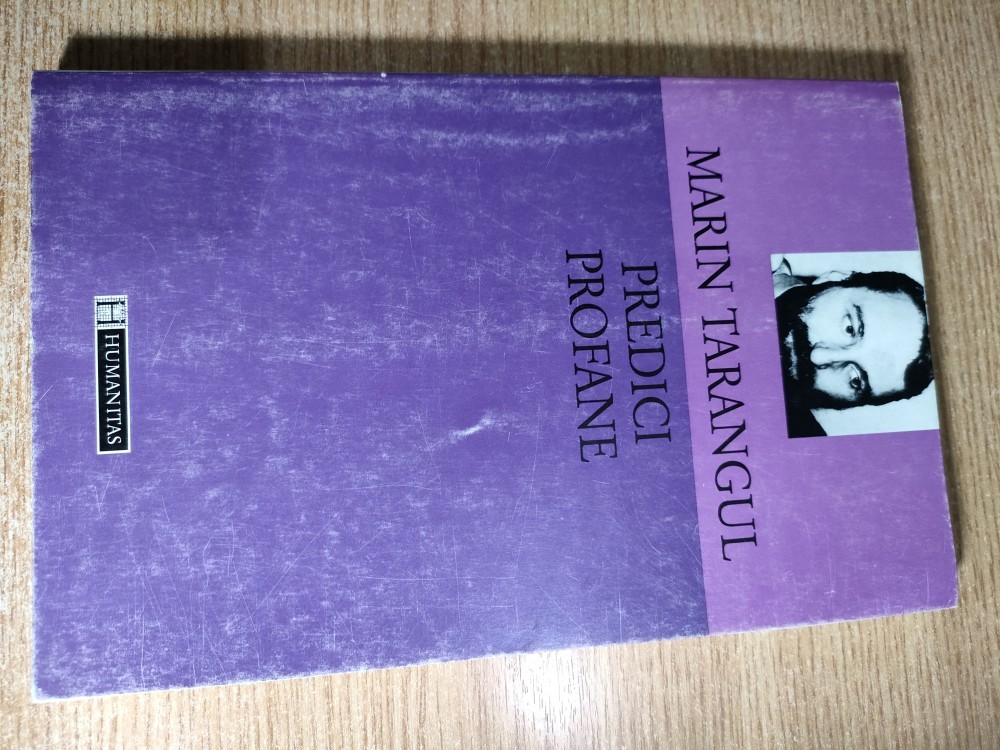 MARIN TARANGUL
PREDICI
PROFANE
HUMANITAS